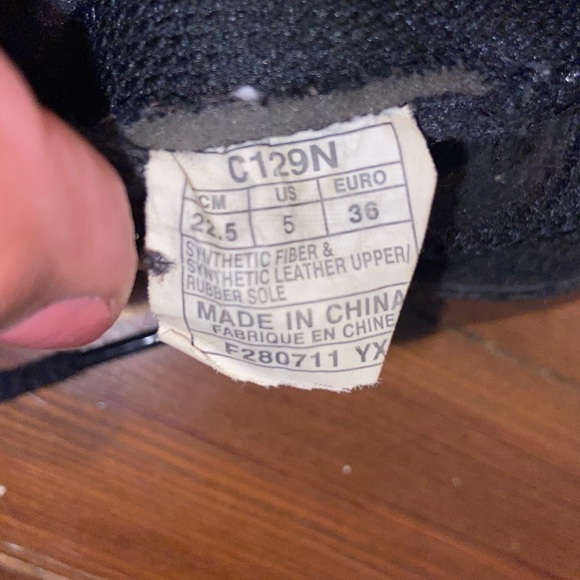 C129N
CM US EURO
22.5 5 36
SYNTHETIC FIBER &
SYNTHETIC LEATHER UPPER/
RUBBER SOLE
MADE IN CHINA
FABRIQUE EN CHINE
F280711 YX